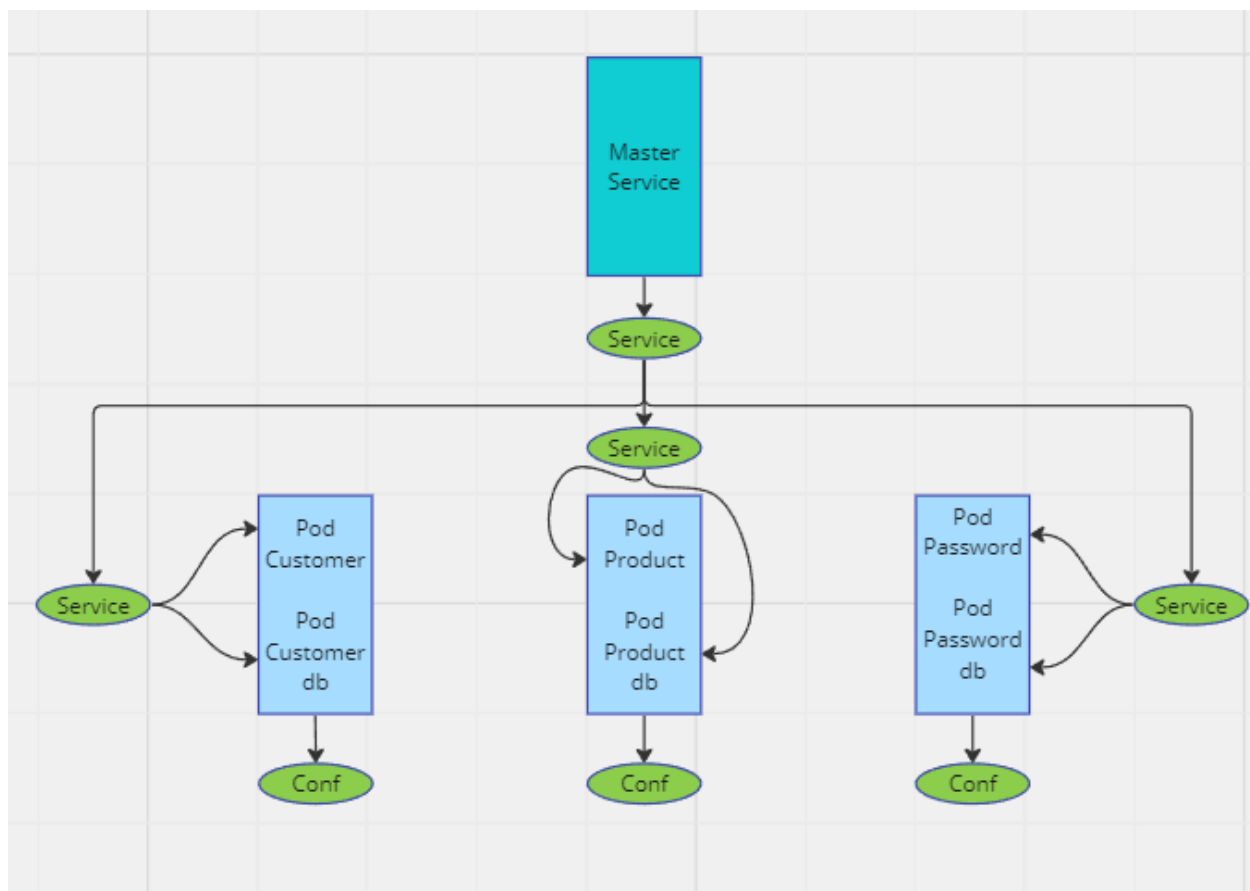 Master
Service
Service
Service
Pod
Customer
Pod
Customer
db
Pod
Product
Pod
Product
db
Pod
Password
Pod
Password
db
Service
Service
Conf
Conf
Conf